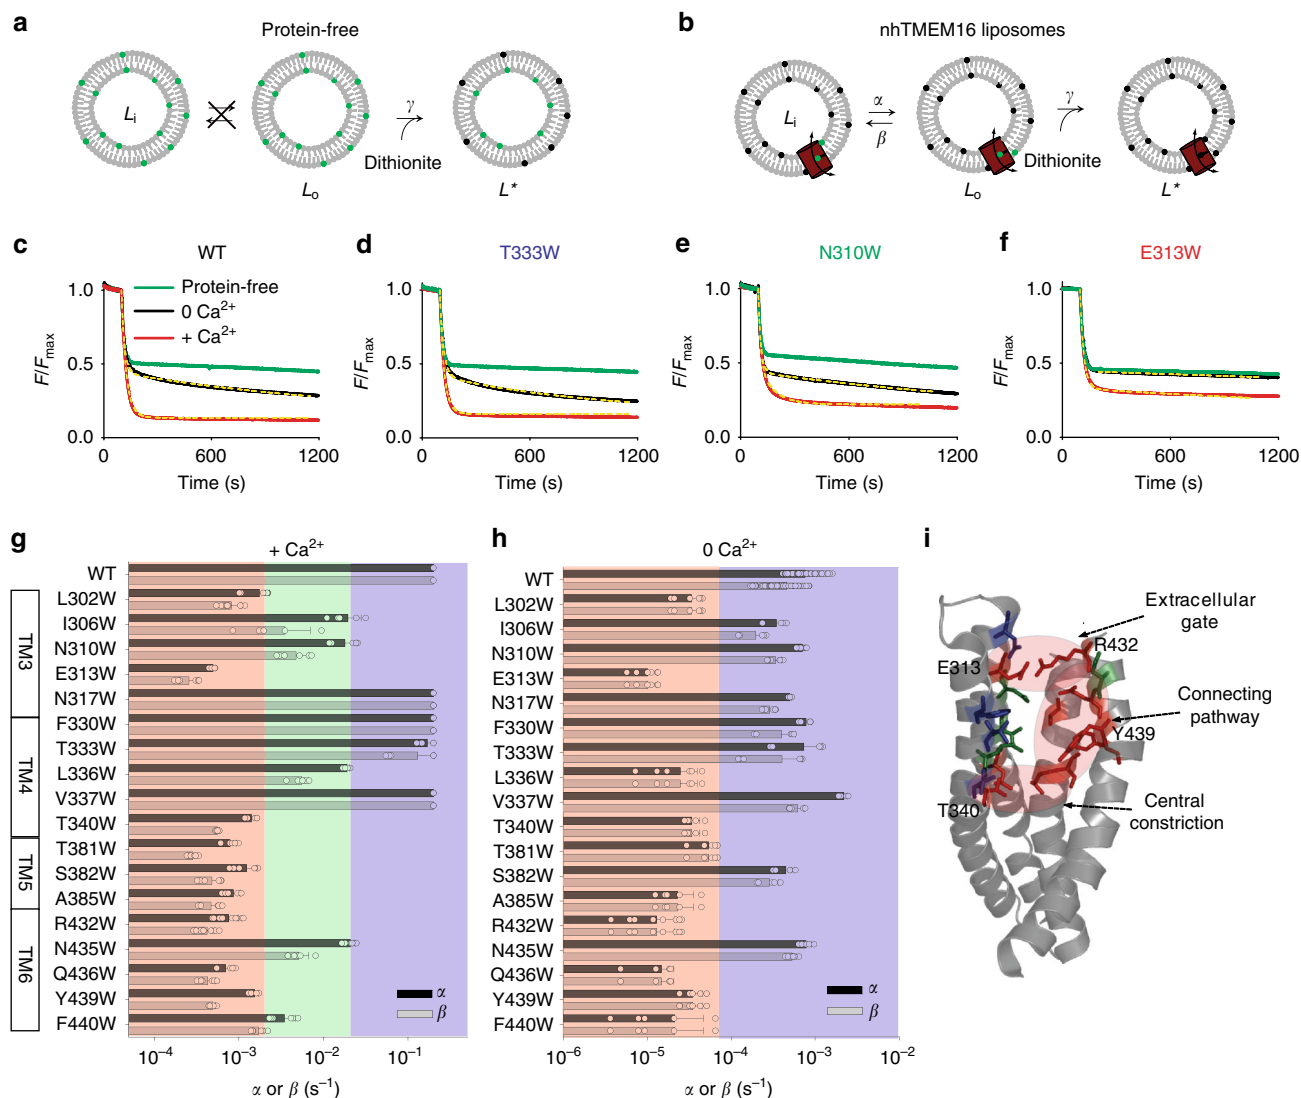 a
Protein-free
Li
γ
Dithionite
Lo
L*
b
nhTMEM16 liposomes
Li
α
β
γ
Dithionite
Lo
L*
c
WT
F/Fmax
1.0
0.5
0.0
Protein-free
0 Ca2+
+ Ca2+
0
600
1200
Time (s)
d
T333W
F/Fmax
1.0
0.5
0.0
0
600
1200
Time (s)
e
N310W
F/Fmax
1.0
0.5
0.0
0
600
1200
Time (s)
f
E313W
F/Fmax
1.0
0.5
0.0
0
600
1200
Time (s)
g
+ Ca2+
WT
L302W
I306W
N310W
E313W
N317W
F330W
T333W
L336W
V337W
T340W
T381W
S382W
A385W
R432W
N435W
Q436W
Y439W
F440W
TM3
TM4
TM5
TM6
α
β
10−4
10−3
10−2
10−1
α or β (s−1)
h
0 Ca2+
WT
L302W
I306W
N310W
E313W
N317W
F330W
T333W
L336W
V337W
T340W
T381W
S382W
A385W
R432W
N435W
Q436W
Y439W
F440W
α
β
10−6
10−5
10−4
10−3
10−2
α or β (s−1)
i
Extracellular
gate
R432
E313
Connecting
pathway
Y439
T340
Central
constriction